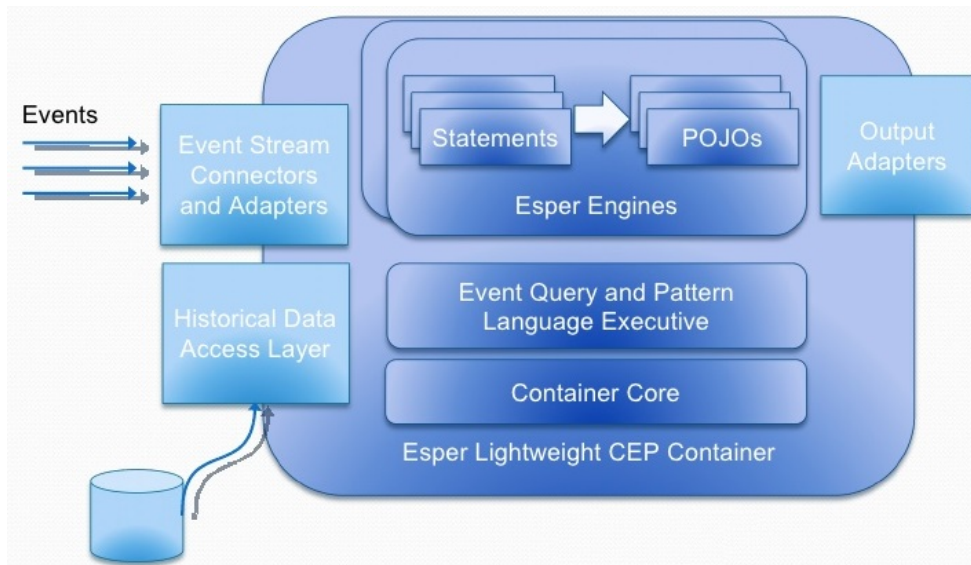 Events
Event Stream
Connectors
and Adapters
Statements
POJOs
Esper Engines
Output
Adapters
Historical Data
Access Layer
Event Query and Pattern
Language Executive
Container Core
Esper Lightweight CEP Container